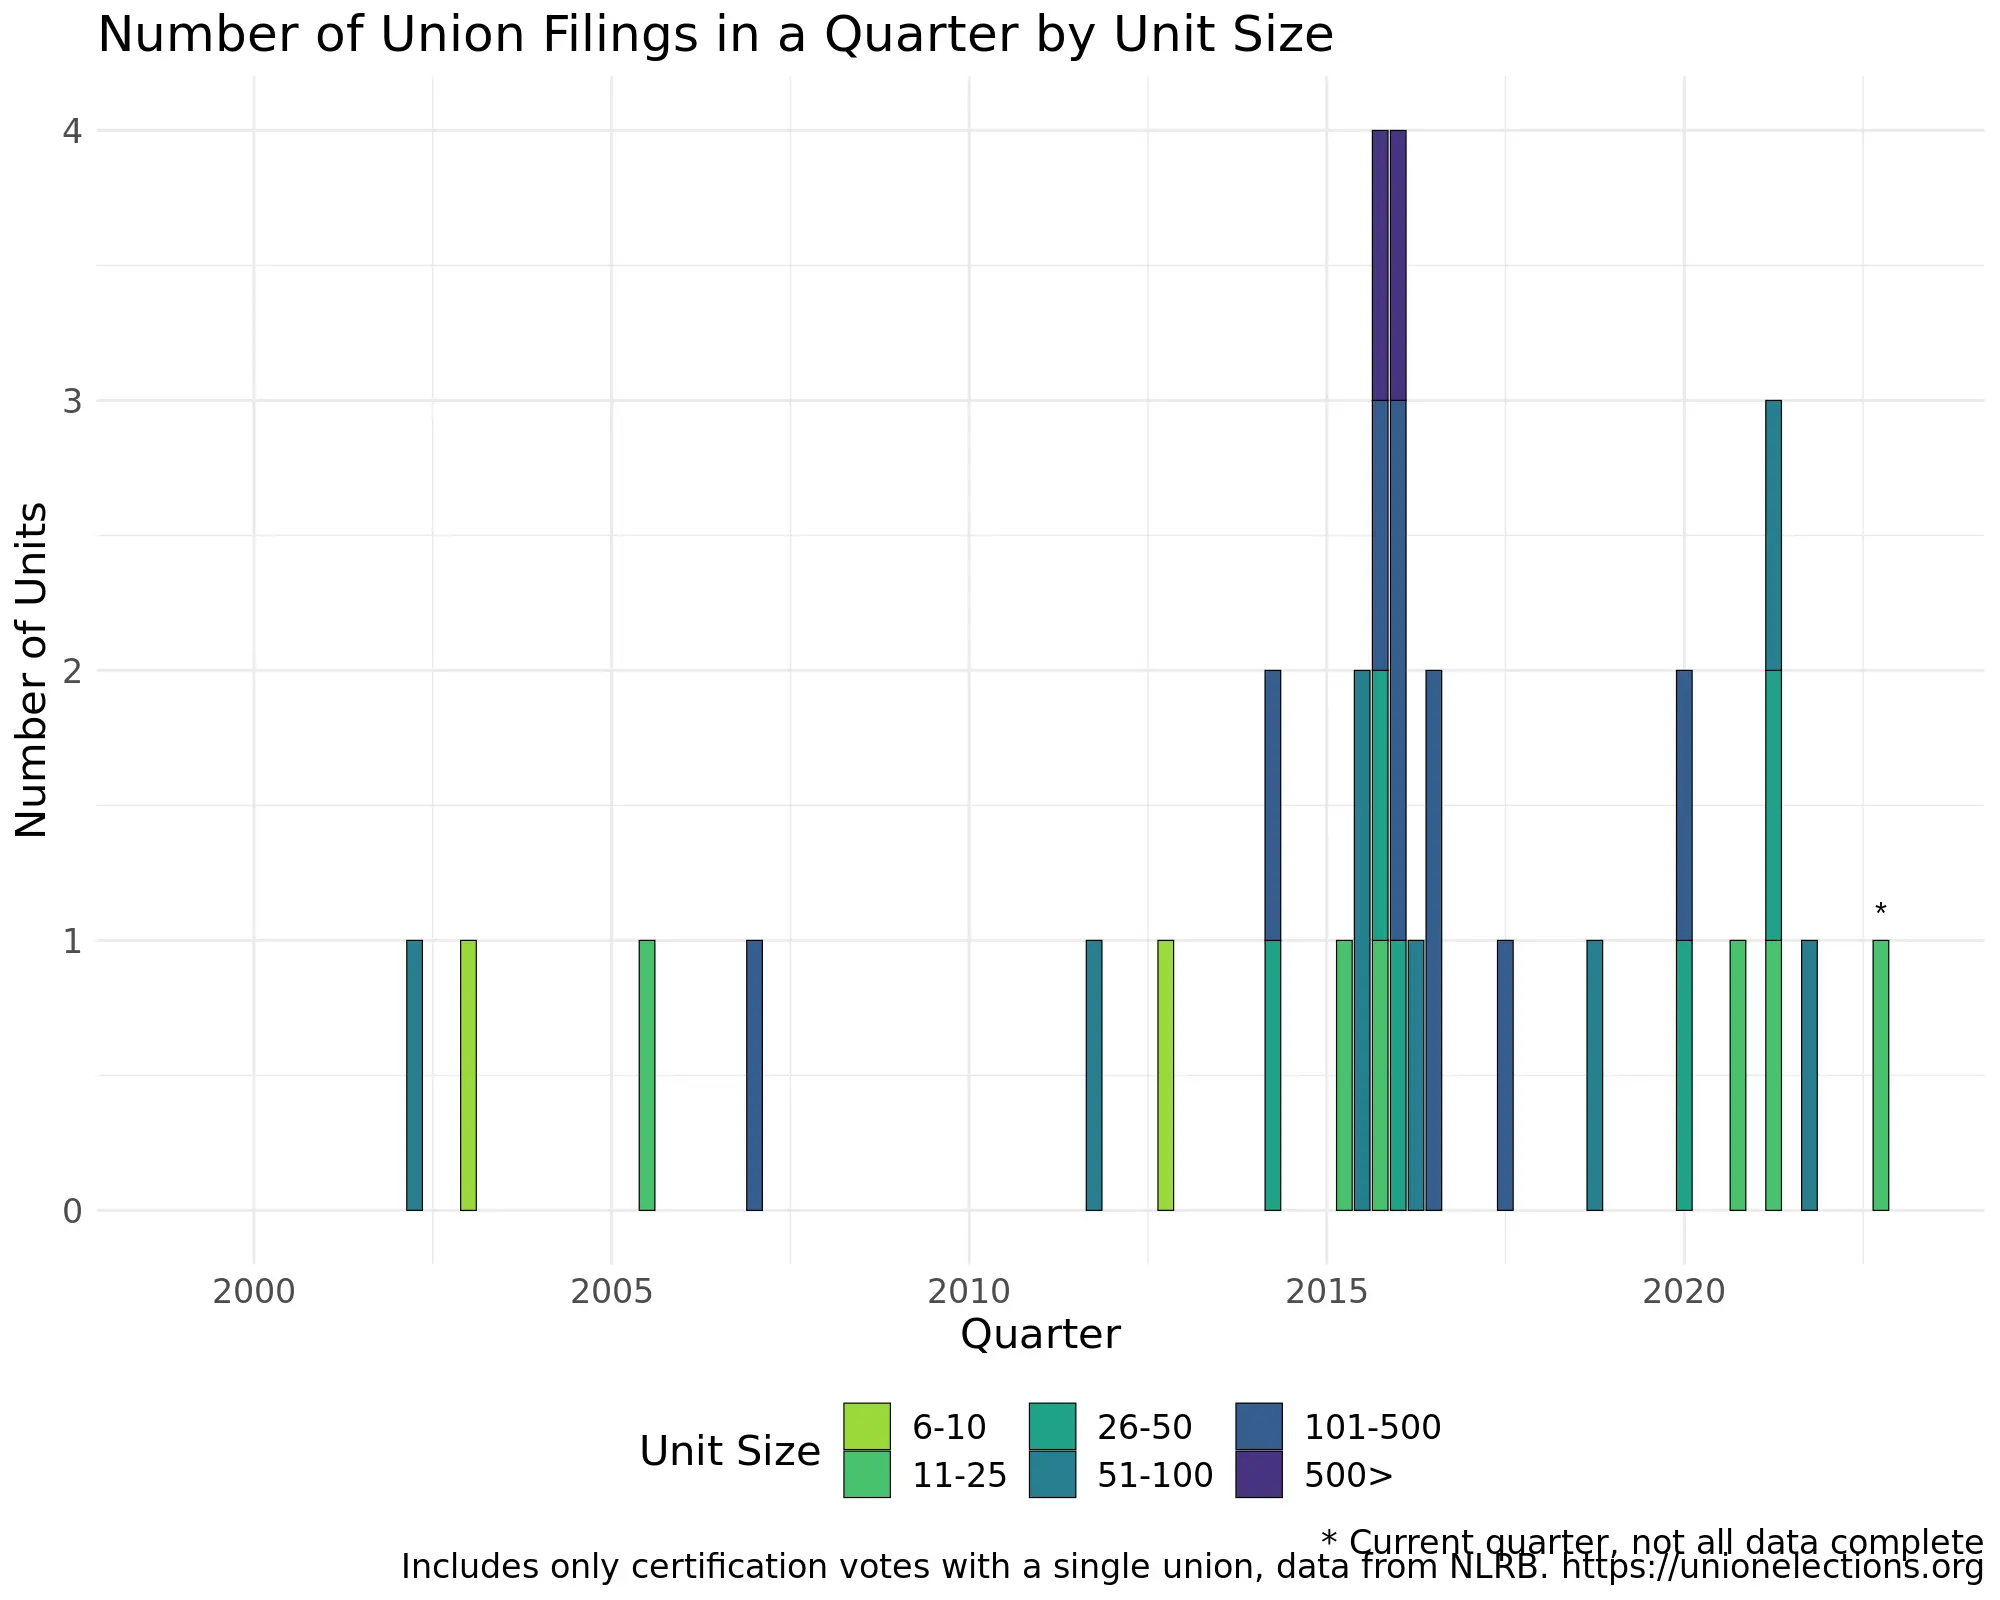 Number of Union Filings in a Quarter by Unit Size
Number of Units
4
3
2
1
0
*
2000 2005 2010 2015 2020
Quarter
Unit Size
6-10 26-50 101-500
11-25 51-100 500>
* Current quarter, not all data complete
Includes only certification votes with a single union, data from NLRB. https://unionelections.org